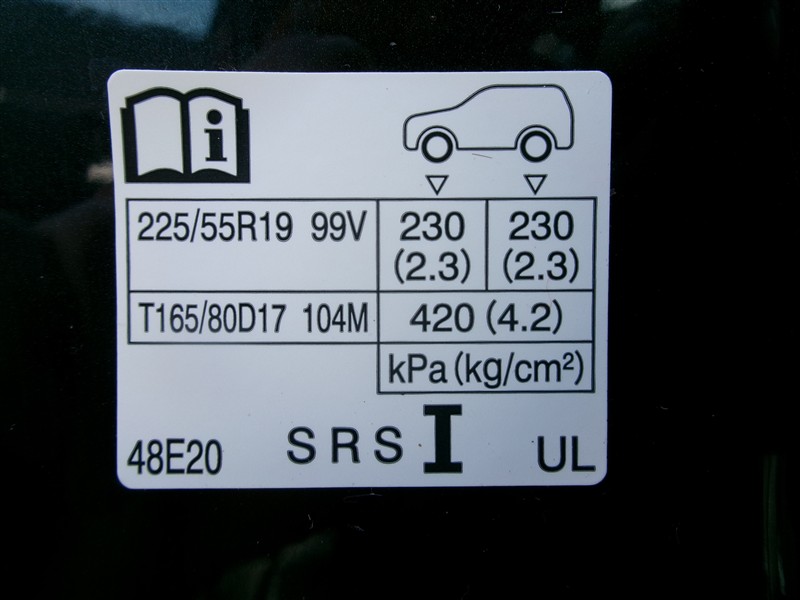 i
225/55R19 99V 230 (2.3) 230 (2.3)
T165/80D17 104M 420 (4.2)
kPa (kg/cm²)
48E20 SRS I UL